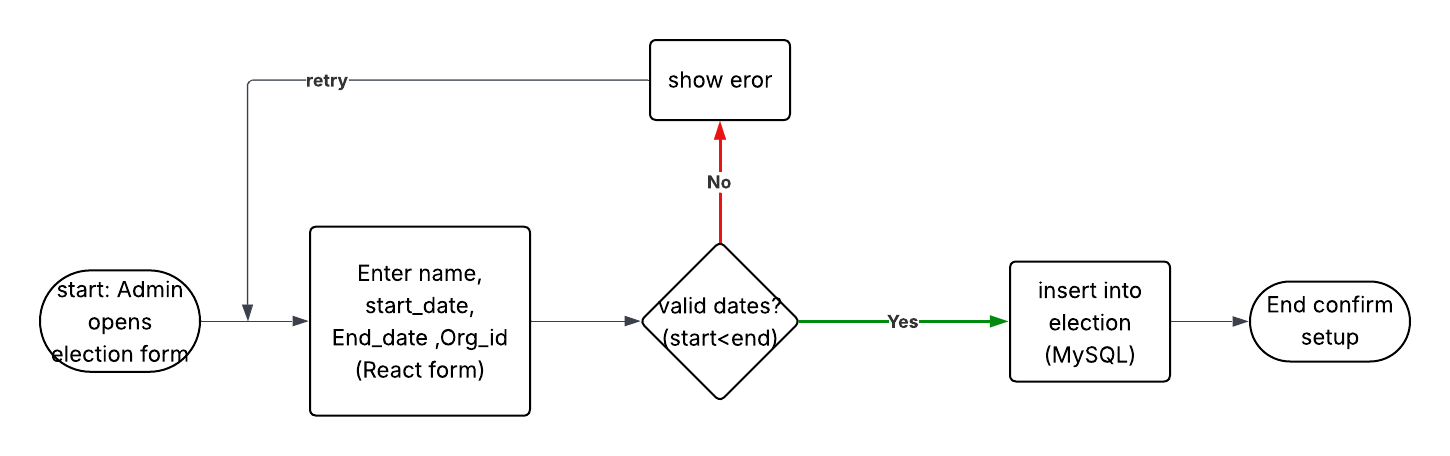 show eror
retry
No
start: Admin
opens
election form
Enter name,
start_date,
End_date ,Org_id
(React form)
valid dates?
(start<end)
Yes
insert into
election
(MySQL)
End confirm
setup